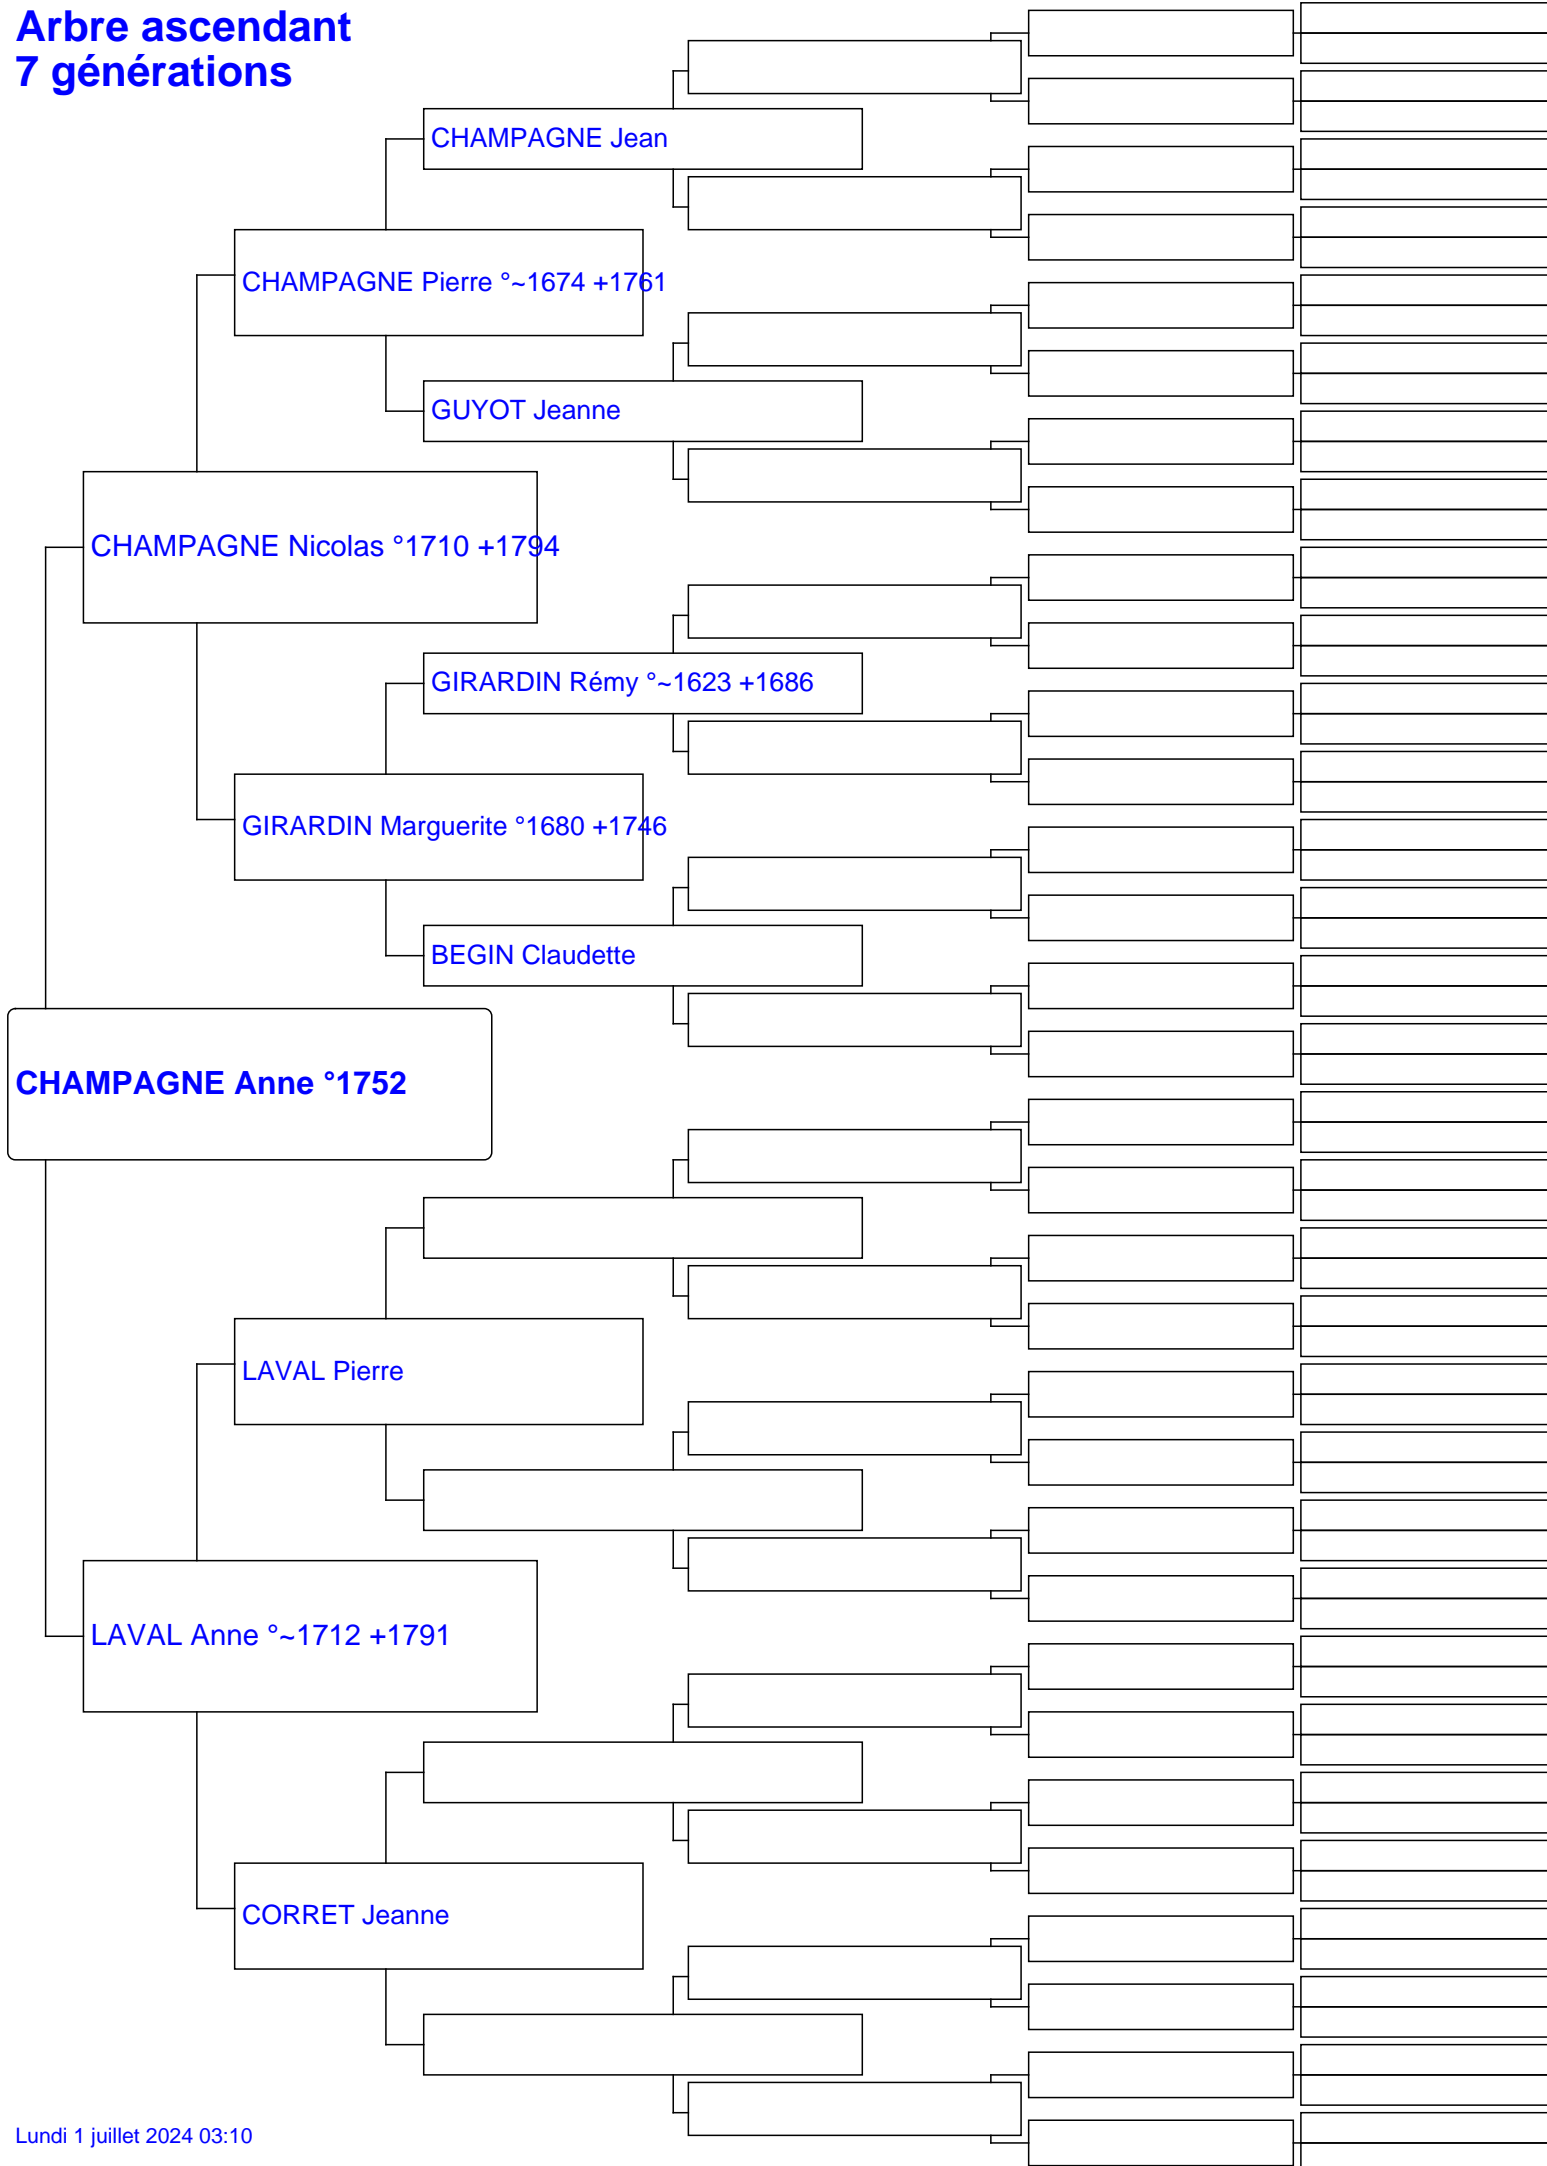 Arbre ascendant
7 générations
CHAMPAGNE Jean
CHAMPAGNE Pierre °~1674 +1761
GUYOT Jeanne
CHAMPAGNE Nicolas °1710 +1794
GIRARDIN Rémy °~1623 +1686
GIRARDIN Marguerite °1680 +1746
BEGIN Claudette
CHAMPAGNE Anne °1752
LAVAL Pierre
LAVAL Anne °~1712 +1791
CORRET Jeanne
Lundi 1 juillet 2024 03:10